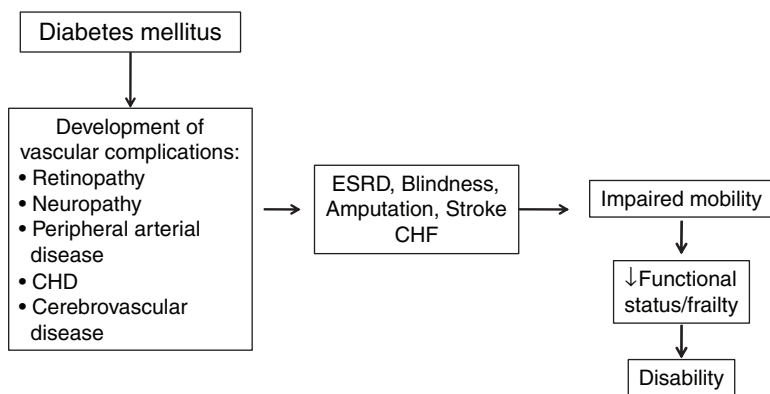 Diabetes mellitus
Development of
vascular complications:
• Retinopathy
• Neuropathy
• Peripheral arterial
disease
• CHD
• Cerebrovascular
disease
ESRD, Blindness,
Amputation, Stroke
CHF
Impaired mobility
↓Functional
status/frailty
Disability